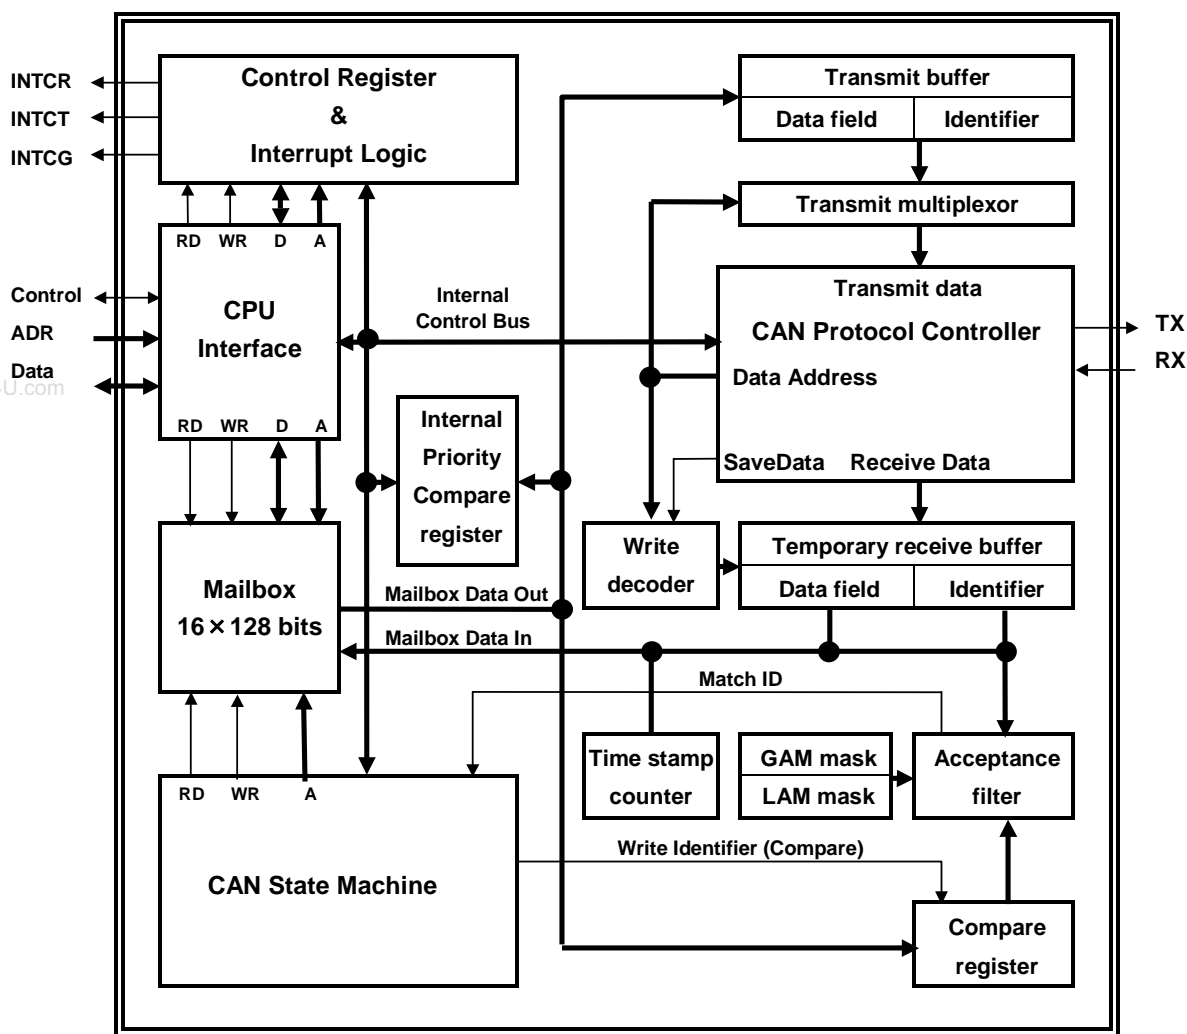 INTCR
INTCT
INTCG
Control Register
&
Interrupt Logic
Transmit buffer
Data field Identifier
Transmit multiplexor
RD WR D A
Control
ADR
Data
CPU
Interface
Internal
Control Bus
Transmit data
CAN Protocol Controller
Data Address
SaveData Receive Data
TX
RX
U.com
RD WR D A
Internal
Priority
Compare
register
Write
decoder
Temporary receive buffer
Data field Identifier
Mailbox
16×128 bits
Mailbox Data Out
Mailbox Data In
Match ID
Time stamp
counter
GAM mask
LAM mask
Acceptance
filter
RD WR A
CAN State Machine
Write Identifier (Compare)
Compare
register